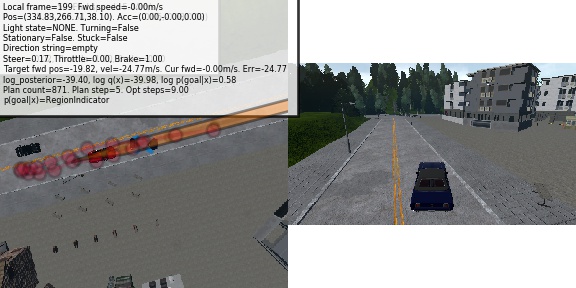 Local frame=199. Fwd speed=-0.00m/s
Pos=(334.83,266.71,38.10). Acc=(0.00,-0.00,0.00)
Light state=NONE. Turning=False
Stationary=False. Stuck=False
Direction string=empty
Steer=0.17, Throttle=0.00, Brake=1.00
Target fwd pos=-19.82, vel=-24.77m/s. Cur fwd=-0.00m/s. Err=-24.77
log_posterior=-39.40, log q(x)=-39.98, log p(goal|x)=0.58
Plan count=871. Plan step=5. Opt steps=9.00
p(goal|x)=RegionIndicator